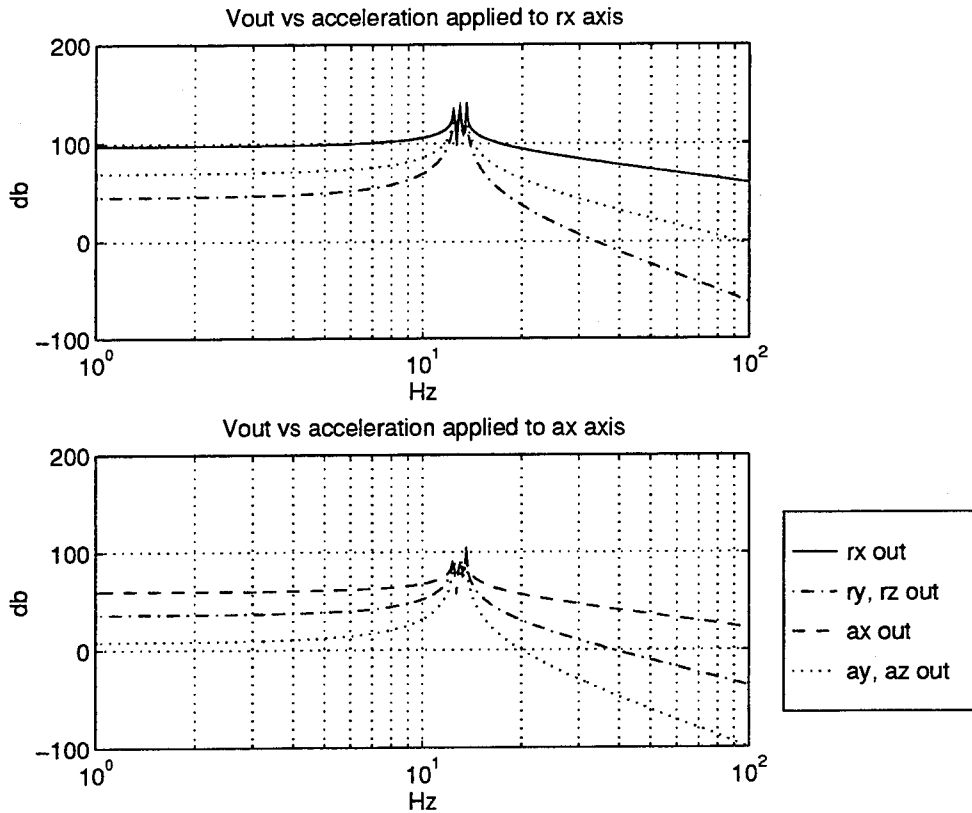 Vout vs acceleration applied to rx axis
200
100
0
−100
db
10^0
10^1
10^2
Hz
Vout vs acceleration applied to ax axis
200
100
0
−100
db
10^0
10^1
10^2
Hz
rx out
ry, rz out
ax out
ay, az out